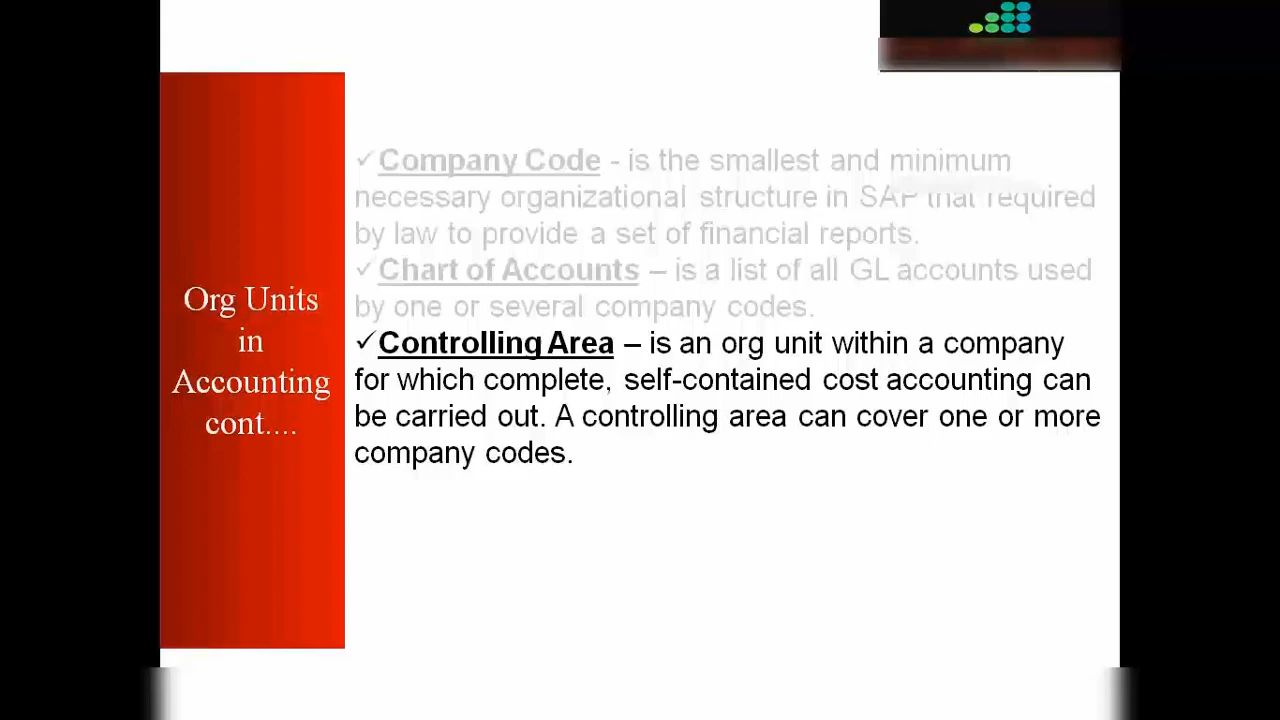 Org Units
in
Accounting
cont....
✓Company Code - is the smallest and minimum
necessary organizational structure in SAP that required
by law to provide a set of financial reports.
✓Chart of Accounts – is a list of all GL accounts used
by one or several company codes.
✓Controlling Area – is an org unit within a company
for which complete, self-contained cost accounting can
be carried out. A controlling area can cover one or more
company codes.